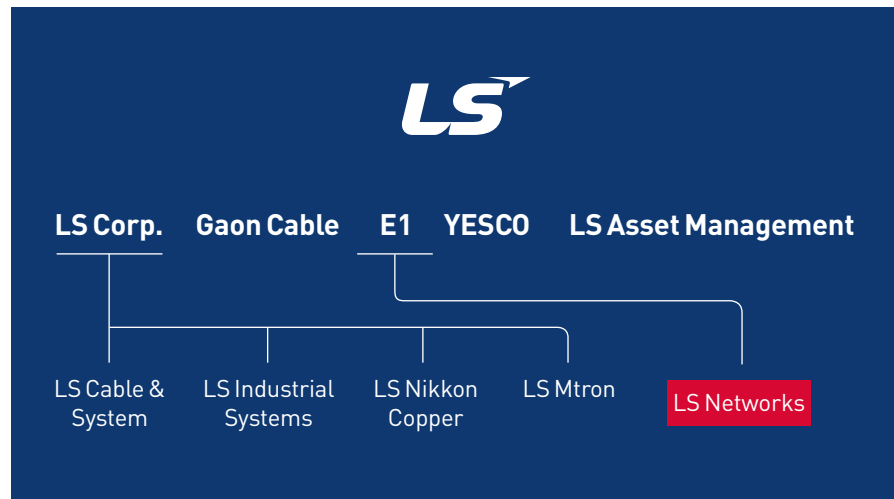 LS
LS Corp. Gaon Cable E1 YESCO LS Asset Management
LS Cable &
System
LS Industrial
Systems
LS Nikkon
Copper
LS Mtron
LS Networks